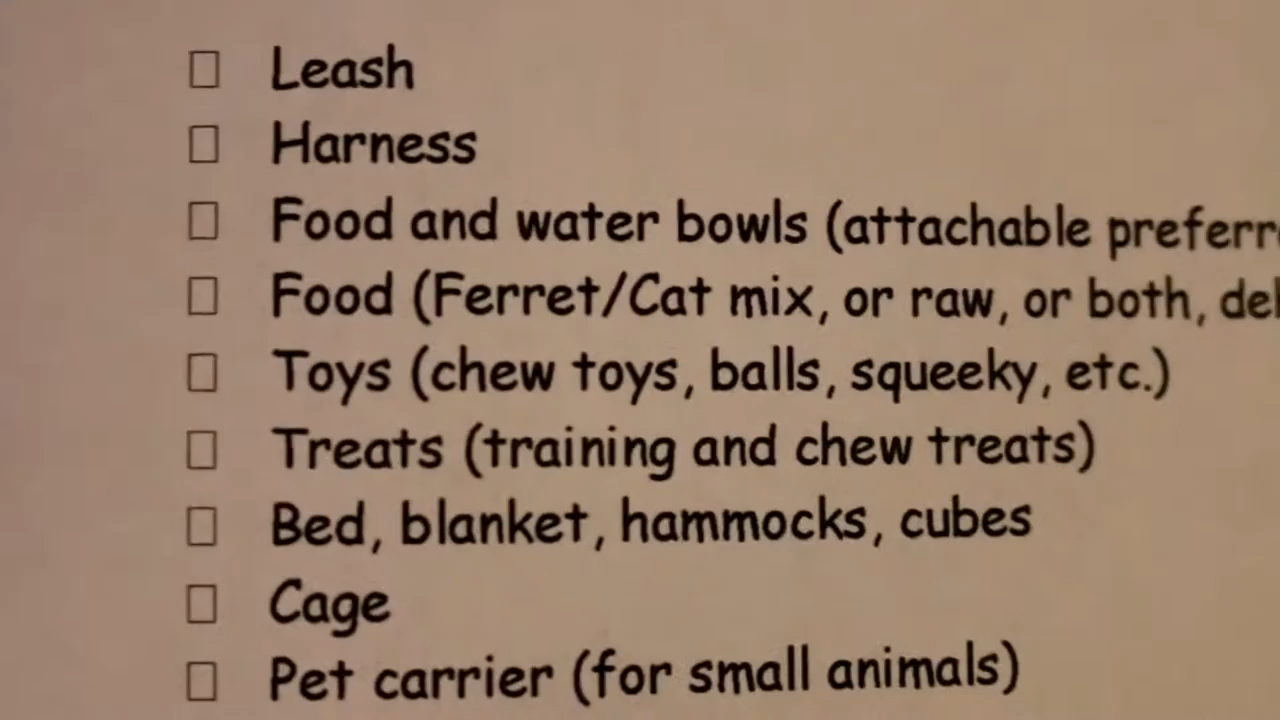 Leash
Harness
Food and water bowls (attachable
Food (Ferret/Cat mix, or raw, or both,
Toys (chew toys, balls, squeeky, etc.)
Treats (training and chew treats)
Bed, blanket, hammocks, cubes
Cage
Pet carrier (for small animals)